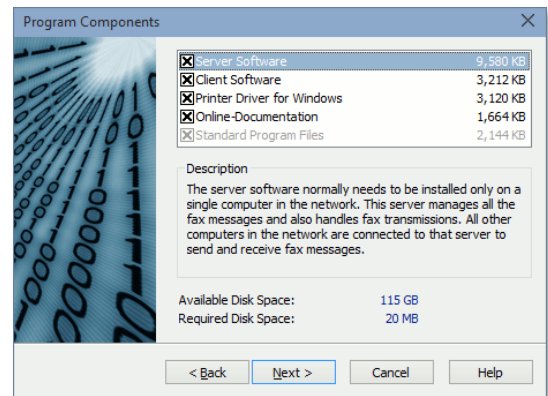 Program Components
Server Software 9,580 KB
Client Software 3,212 KB
Printer Driver for Windows 3,120 KB
Online-Documentation 1,664 KB
Standard Program Files 2,144 KB
Description
The server software normally needs to be installed only on a
single computer in the network. This server manages all the
fax messages and also handles fax transmissions. All other
computers in the network are connected to that server to
send and receive fax messages.
Available Disk Space: 115 GB
Required Disk Space: 20 MB
< Back Next > Cancel Help